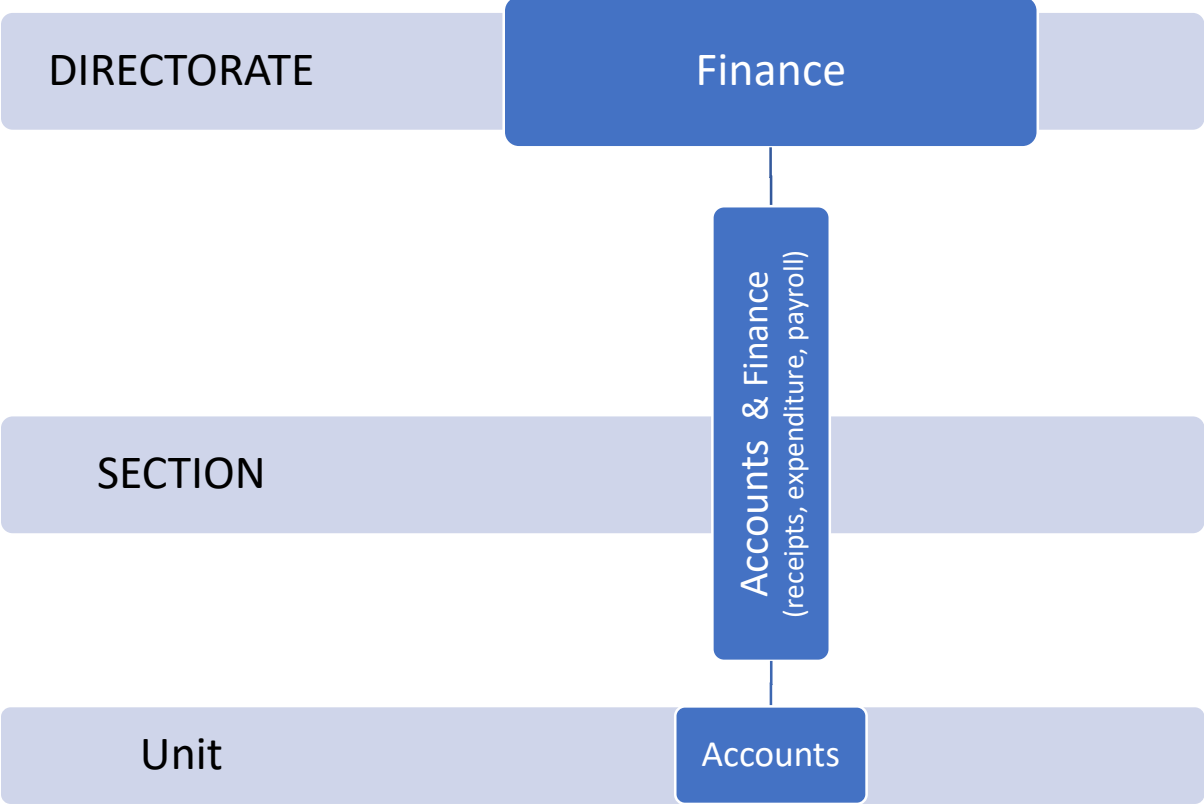 DIRECTORATE
Finance
Accounts & Finance
(receipts, expenditure, payroll)
SECTION
Unit
Accounts